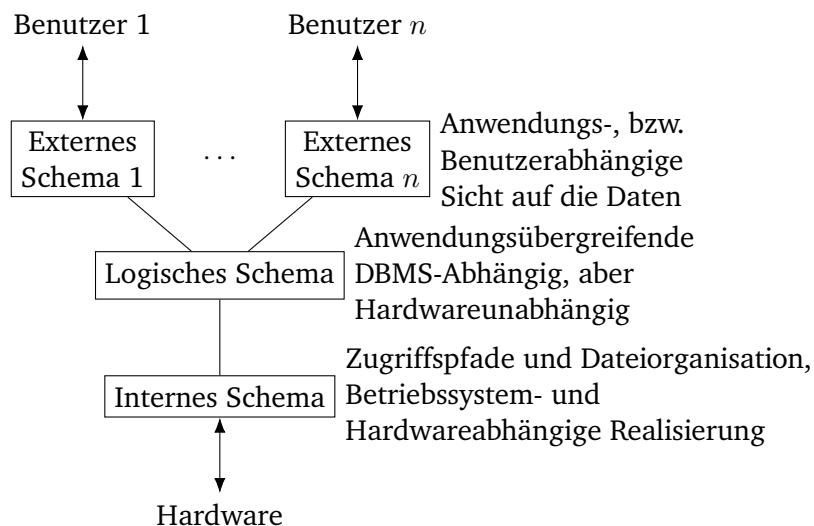 Benutzer 1
Benutzer n
Externes
Schema 1
...
Externes
Schema n
Anwendungs-, bzw.
Benutzerabhängige
Sicht auf die Daten
Logisches Schema
Anwendungsübergreifende
DBMS-Abhängig, aber
Hardwareunabhängig
Internes Schema
Zugriffspfade und Dateiorganisation,
Betriebssystem- und
Hardwareabhängige Realisierung
Hardware